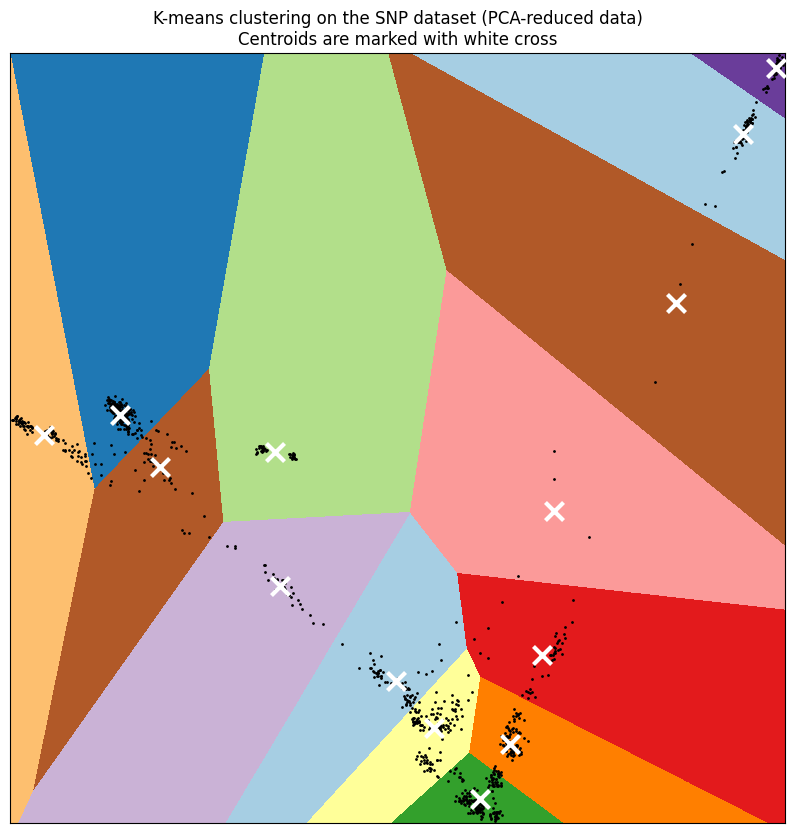 K-means clustering on the SNP dataset (PCA-reduced data)
Centroids are marked with white cross